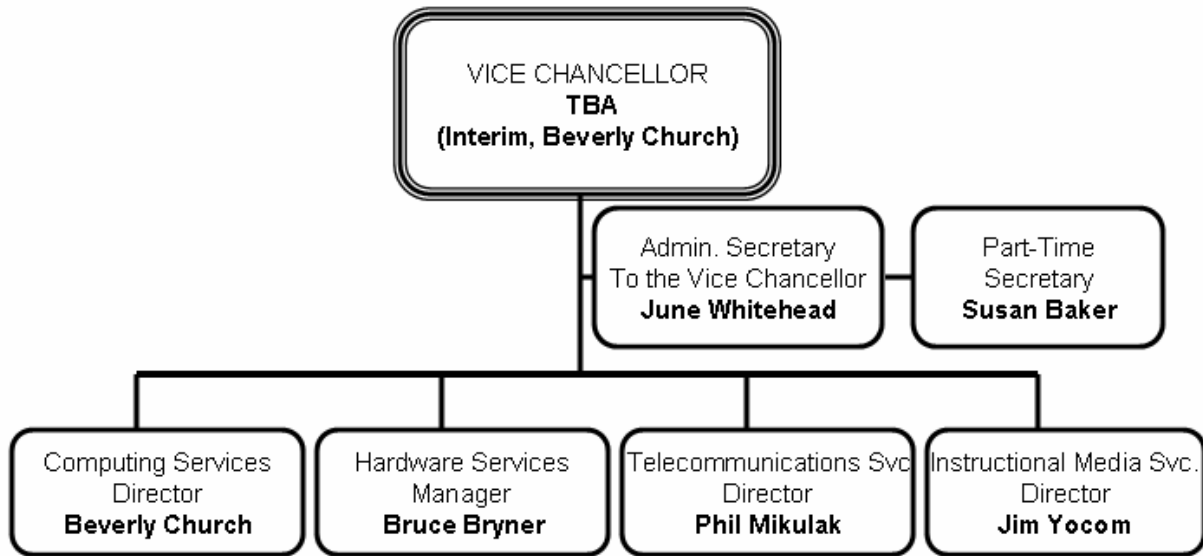 VICE CHANCELLOR
TBA
(Interim, Beverly Church)
Admin. Secretary
To the Vice Chancellor
June Whitehead
Part-Time
Secretary
Susan Baker
Computing Services
Director
Beverly Church
Hardware Services
Manager
Bruce Bryner
Telecommunications Svc
Director
Phil Mikulak
Instructional Media Svc.
Director
Jim Yocom